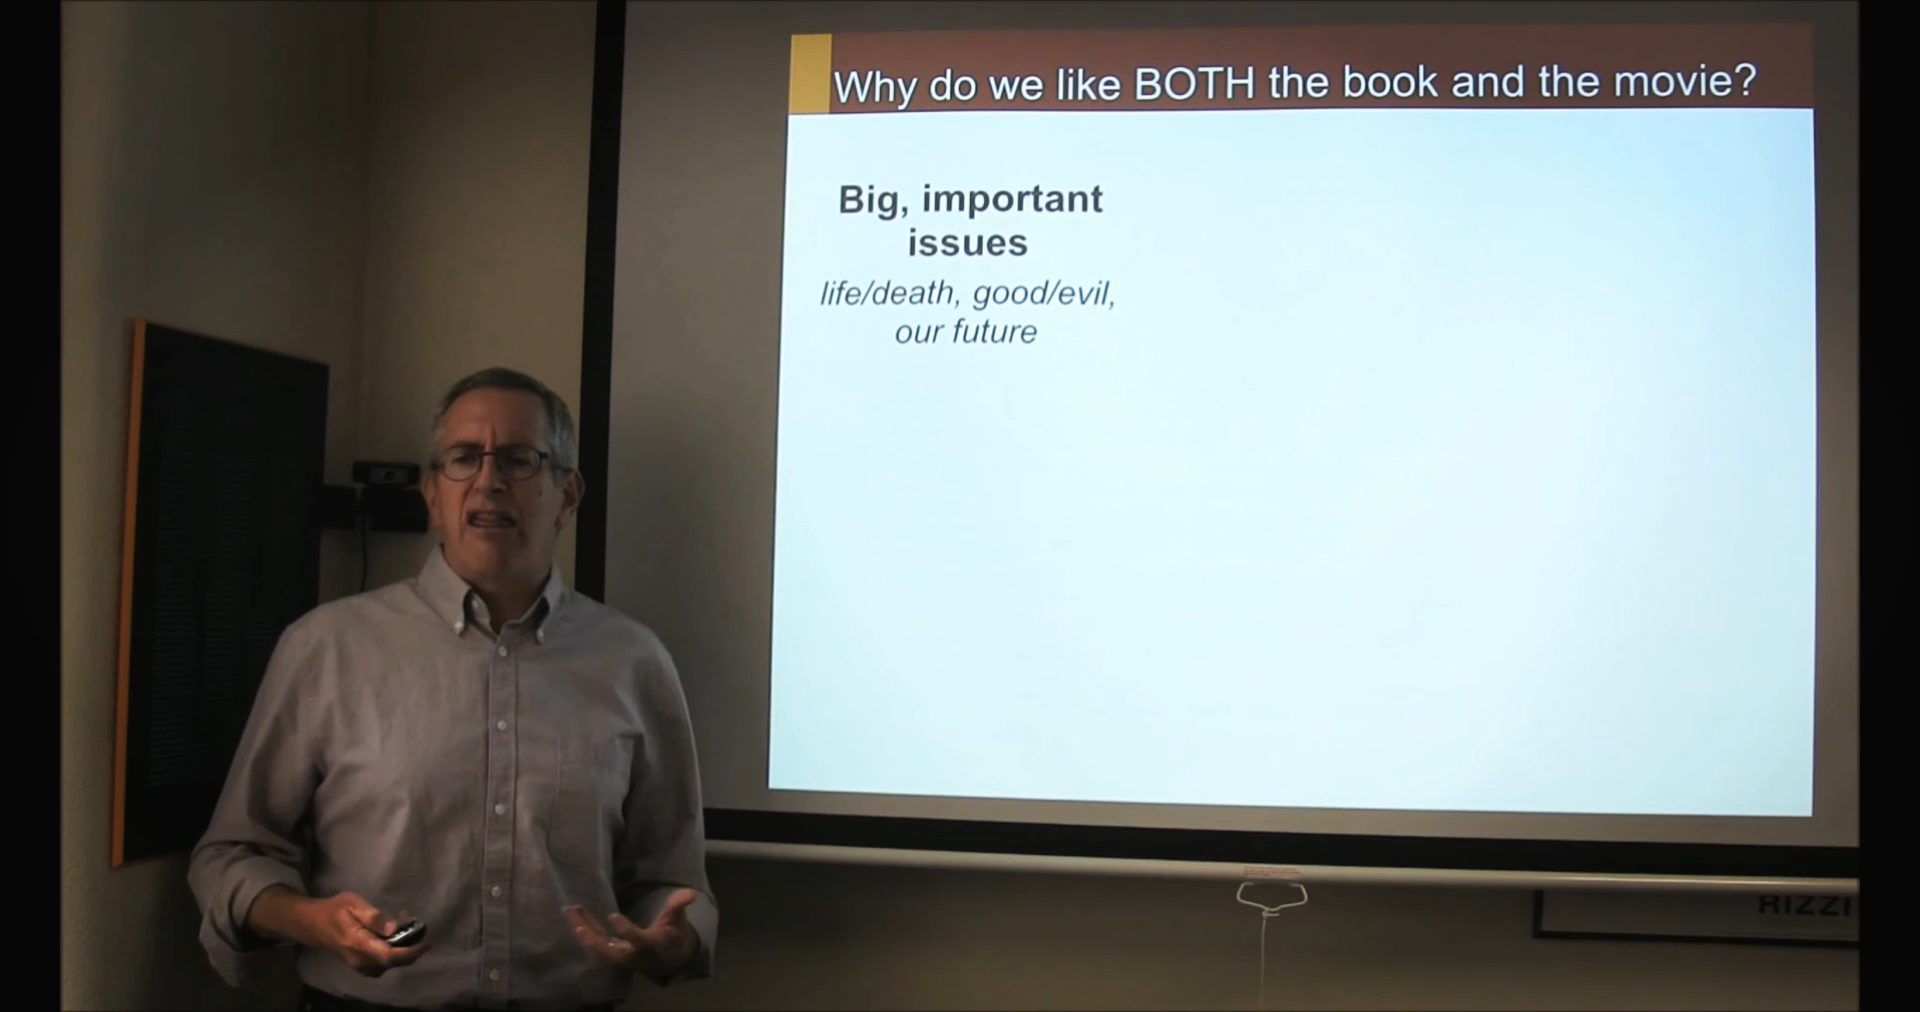 Why do we like BOTH the book and the movie?
Big, important
issues
life/death, good/evil,
our future
RIZZI